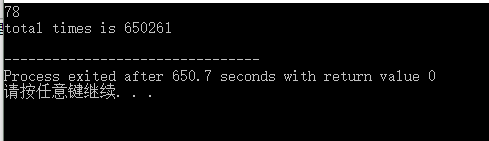 78
total times is 650261
--------------------------------
Process exited after 650.7 seconds with return value 0
请按任意键继续. . .